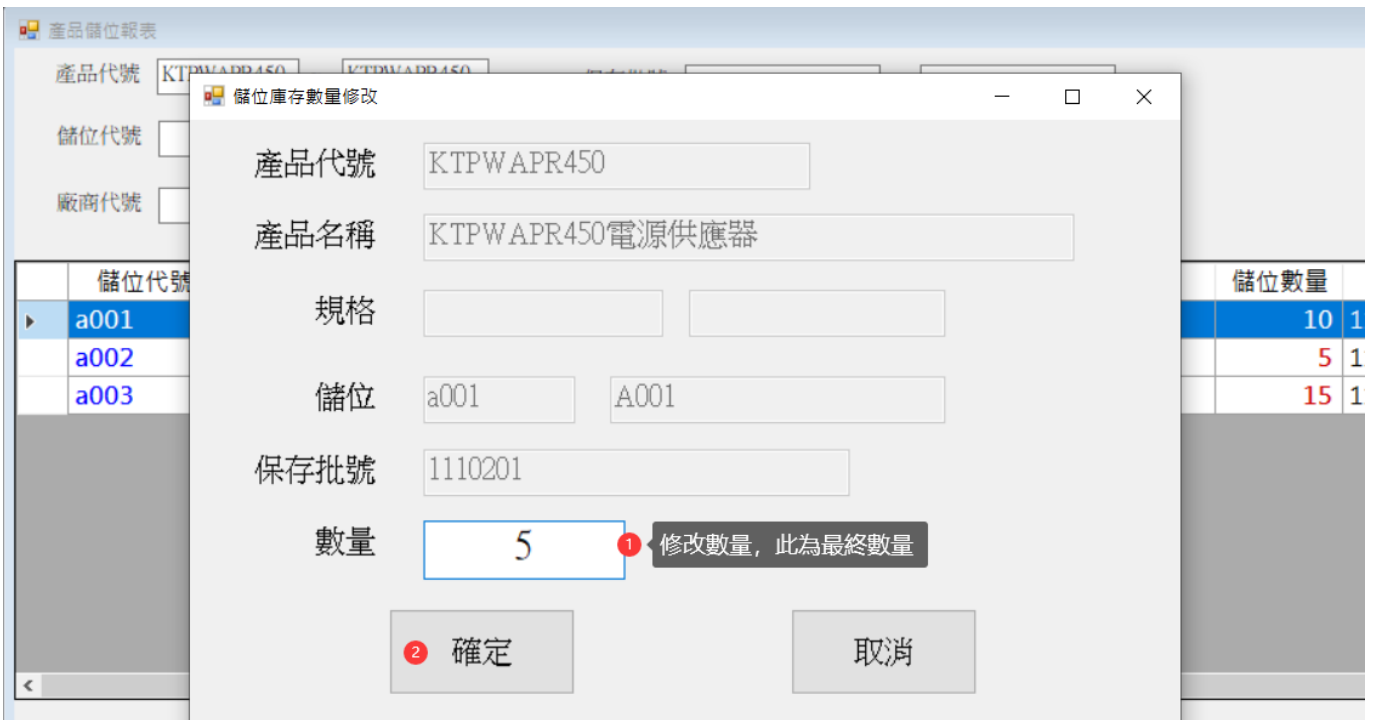 產品儲位報表
產品代號 KTPWAPR450 KTPWAPR450
儲位庫存數量修改
儲位代號
廠商代號
產品代號 KTPWAPR450
產品名稱 KTPWAPR450電源供應器
規格
儲位 a001 A001
保存批號 1110201
數量 5 1 修改數量，此為最終數量
2 確定 取消
儲位代號 儲位數量
a001 10 1
a002 5 1
a003 15 1